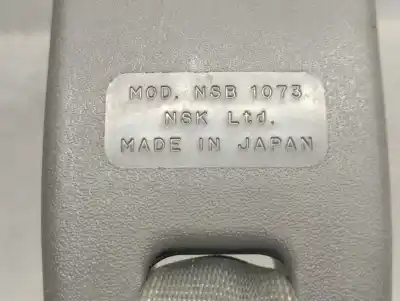 MOD. NSB 1073
NSK Ltd.
MADE IN JAPAN